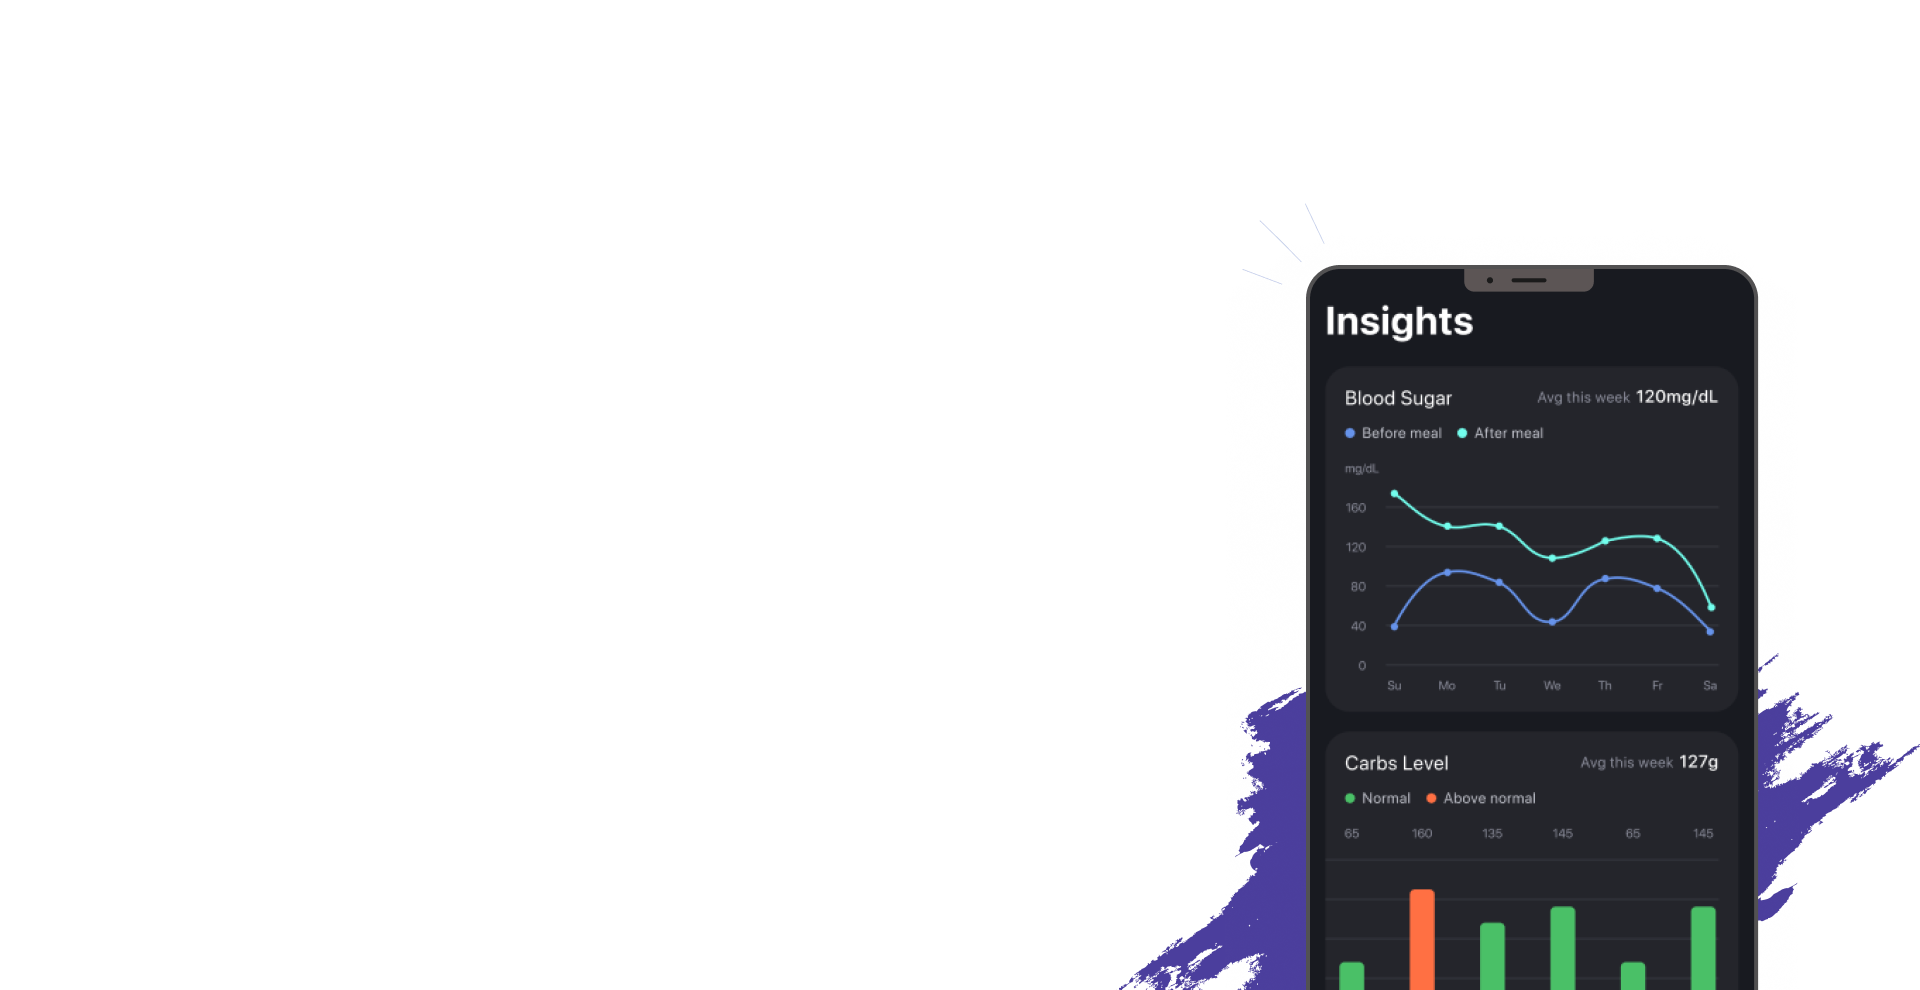 Insights
Blood Sugar Avg this week 120mg/dL
Before meal After meal
mg/dL
160
120
80
40
0
Su Mo Tu We Th Fr Sa
Carbs Level Avg this week 127g
Normal Above normal
65 160 135 145 65 145